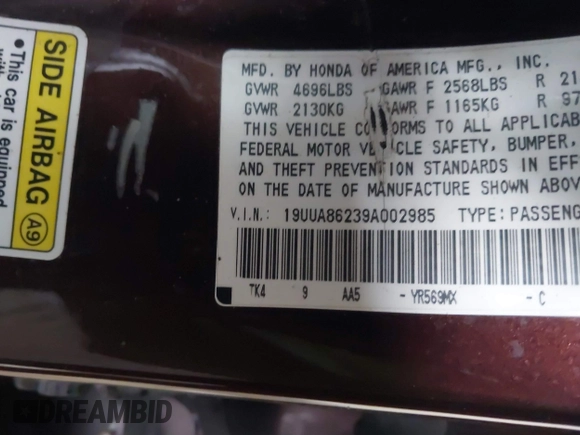 SIDE AIRBAG A9
This car is equipped
MFD. BY HONDA OF AMERICA MFG., INC.
GVWR 4696LBS GAWR F 2568LBS R 21
GVWR 2130KG GAWR F 1165KG R 97
THIS VEHICLE CONFORMS TO ALL APPLICAB
FEDERAL MOTOR VEHICLE SAFETY, BUMPER,
AND THEFT PREVENTION STANDARDS IN EFF
ON THE DATE OF MANUFACTURE SHOWN ABOV
V.I.N.: 19UUA86239A002985 TYPE: PASSENG
TK4 9 AA5 -YR569MX -C
DREAMBID